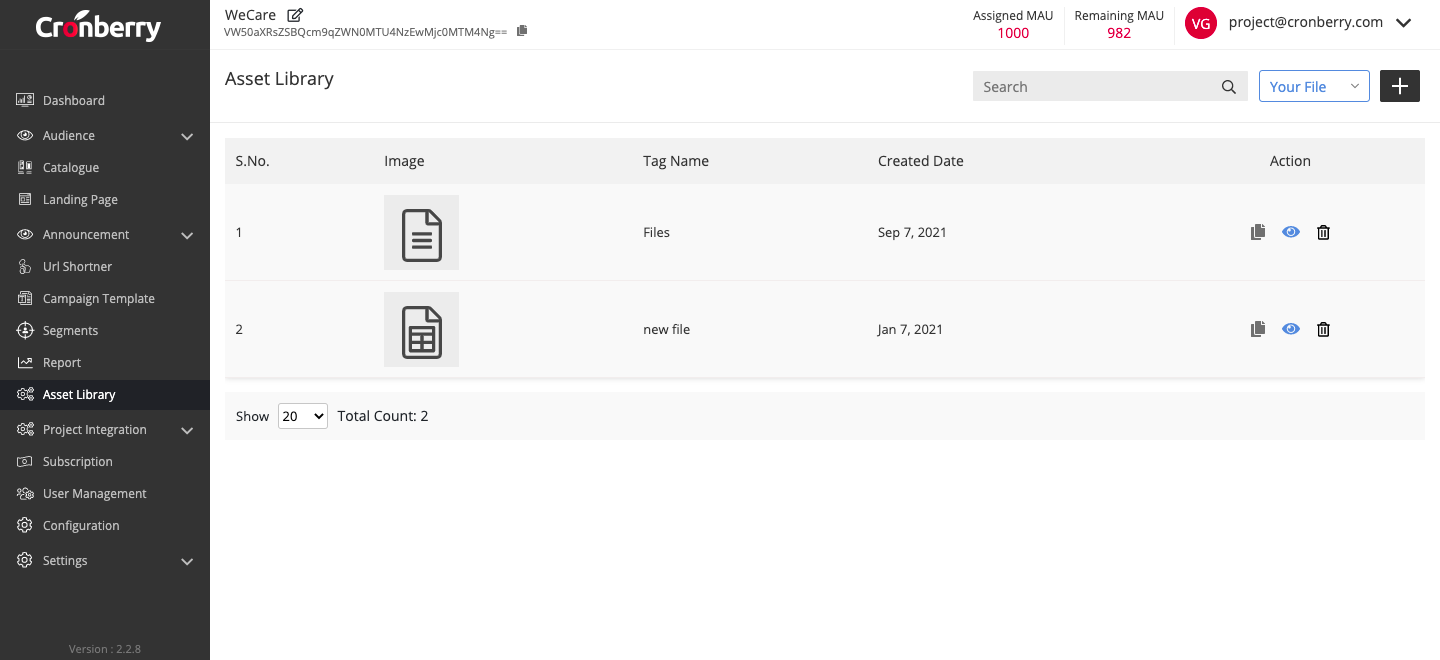 Cronberry
WeCare
VW50aXRsZSBQcm9qZWN0MTU4NzEwMjc0MTM4Ng==
Assigned MAU
1000
Remaining MAU
982
VG
project@cronberry.com
Dashboard
Audience
Catalogue
Landing Page
Announcement
Url Shortner
Campaign Template
Segments
Report
Asset Library
Project Integration
Subscription
User Management
Configuration
Settings
Version : 2.2.8
Asset Library
Search
Your File
S.No. Image Tag Name Created Date Action
1 Files Sep 7, 2021
2 new file Jan 7, 2021
Show 20 Total Count: 2